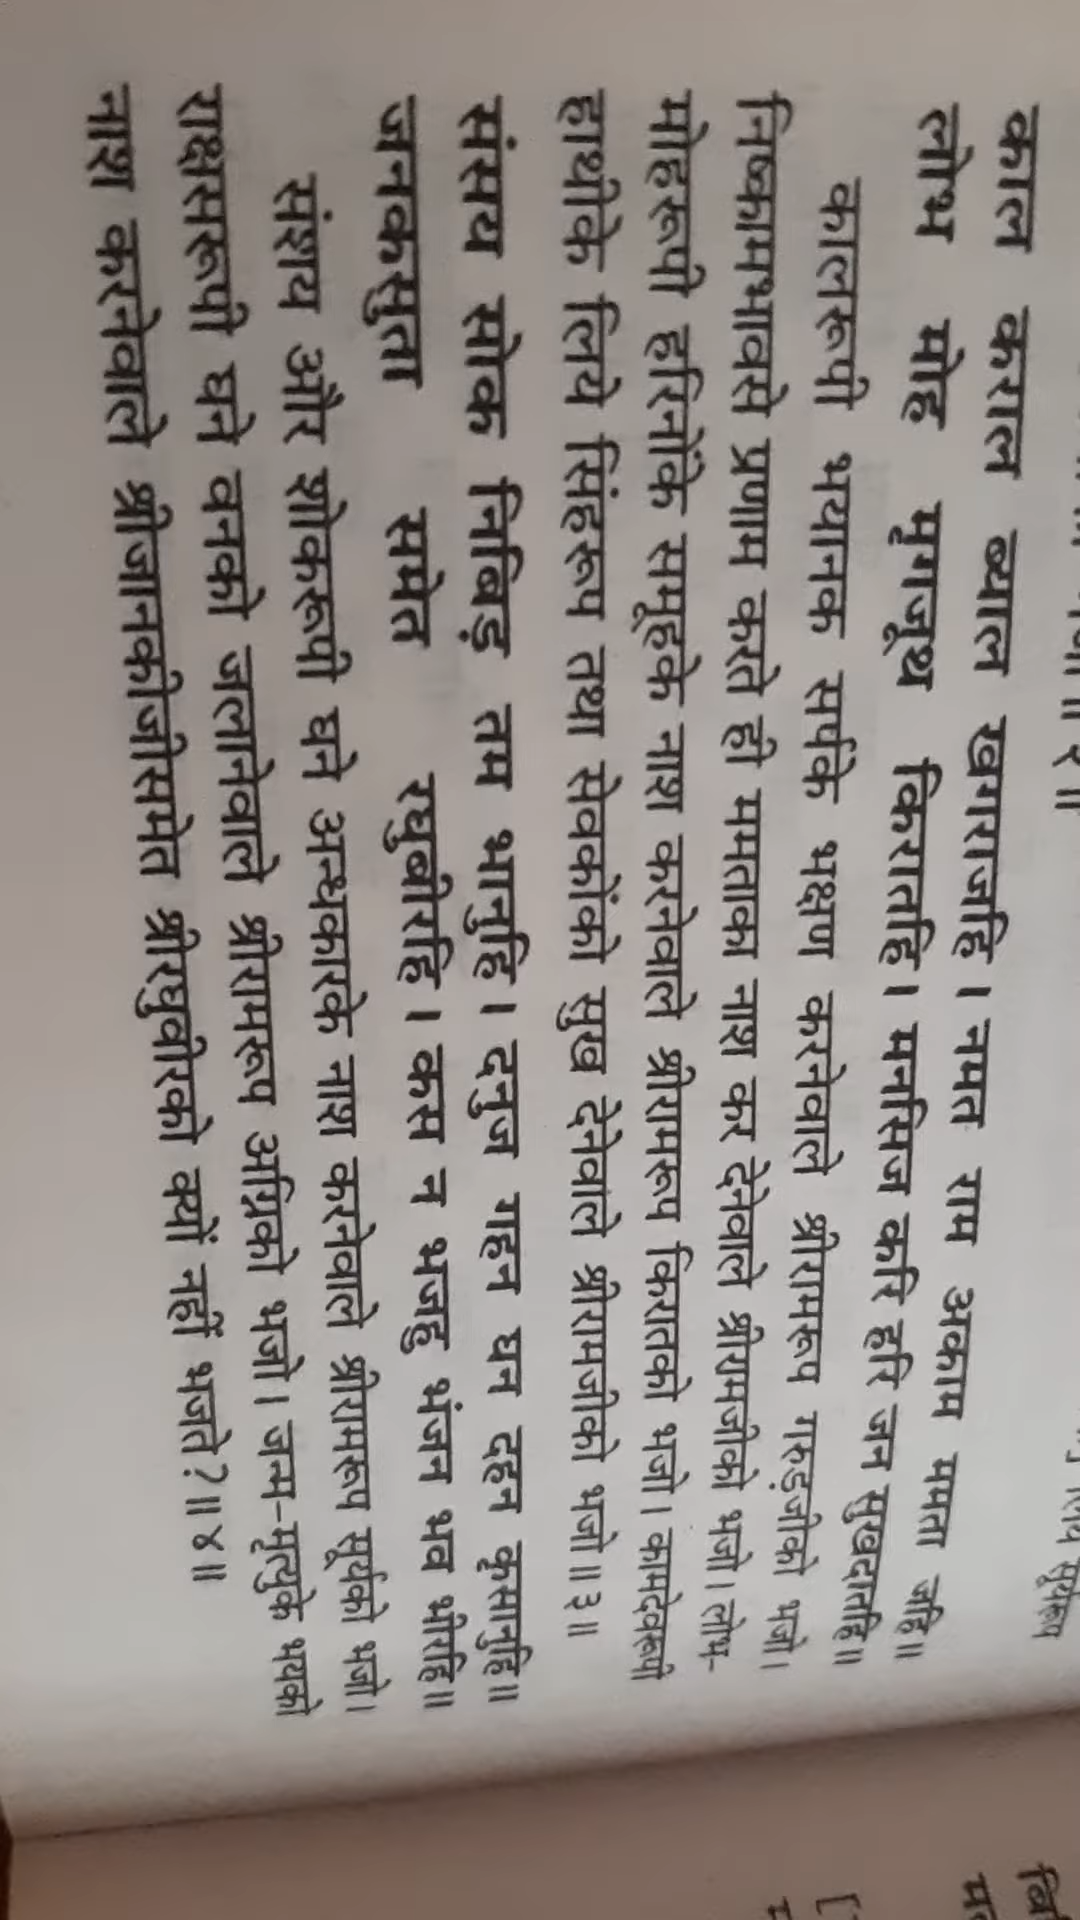 काल कराल ब्याल खगराजहि । नमत राम अकाम ममता जहि ॥
लोभ मोह मृगजूथ किरातहि । मनसिज करि हरि जन सुखदातहि ॥
कालरूपी भयानक सर्पके भक्षण करनेवाले श्रीरामरूप गरुड़जीको भजो ।
निष्कामभावसे प्रणाम करते ही ममताका नाश कर देनेवाले श्रीरामजीको भजो । लोभ-
मोहरूपी हरिनोंके समूहके नाश करनेवाले श्रीरामरूप किरातको भजो । कामदेवरूपी
हाथीके लिये सिंहरूप तथा सेवकोंको सुख देनेवाले श्रीरामजीको भजो ॥ ३ ॥
संसय सोक निबिड़ तम भानुहि । दनुज गहन घन दहन कृसानुहि ॥
जनकसुता समेत रघुबीरहि । कस न भजहु भंजन भव भीरहि ॥
संशय और शोकरूपी घने अन्धकारके नाश करनेवाले श्रीरामरूप सूर्यको भजो ।
राक्षसरूपी घने वनको जलानेवाले श्रीरामरूप अग्निको भजो । जन्म-मृत्युके भयको
नाश करनेवाले श्रीजानकीजीसमेत श्रीरघुवीरको क्यों नहीं भजते? ॥ ४ ॥